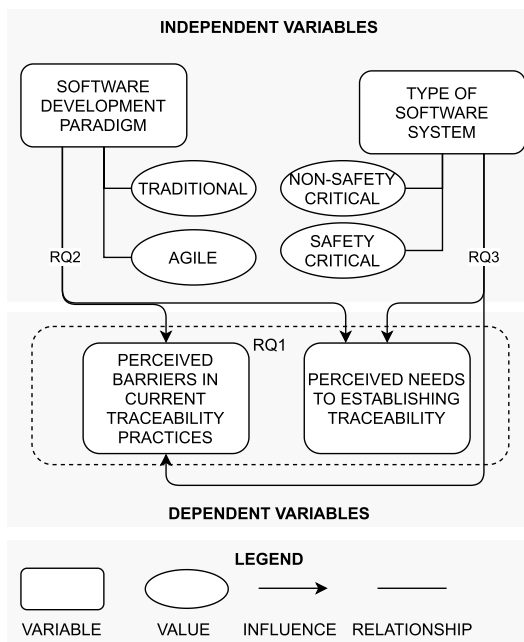 INDEPENDENT VARIABLES
SOFTWARE
DEVELOPMENT
PARADIGM
TYPE OF
SOFTWARE
SYSTEM
TRADITIONAL
NON-SAFETY
CRITICAL
AGILE
SAFETY
CRITICAL
RQ2
RQ3
RQ1
PERCEIVED
BARRIERS IN
CURRENT
TRACEABILITY
PRACTICES
PERCEIVED NEEDS
TO ESTABLISHING
TRACEABILITY
DEPENDENT VARIABLES
LEGEND
VARIABLE
VALUE
INFLUENCE
RELATIONSHIP